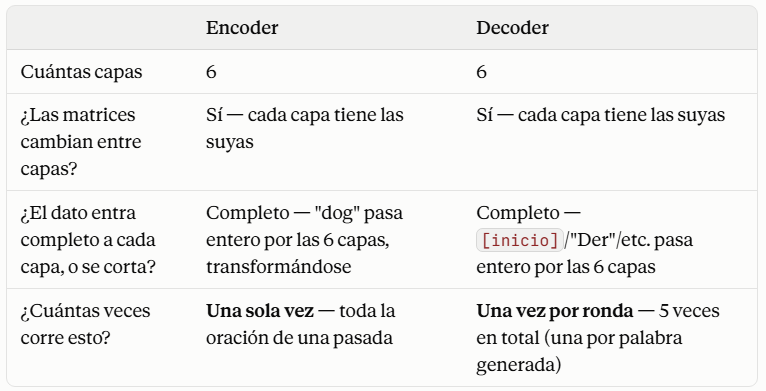 Encoder Decoder
Cuántas capas 6 6
¿Las matrices cambian entre capas? Sí — cada capa tiene las suyas Sí — cada capa tiene las suyas
¿El dato entra completo a cada capa, o se corta? Completo — "dog" pasa entero por las 6 capas, transformándose Completo — [inicio]/"Der"/etc. pasa entero por las 6 capas
¿Cuántas veces corre esto? Una sola vez — toda la oración de una pasada Una vez por ronda — 5 veces en total (una por palabra generada)